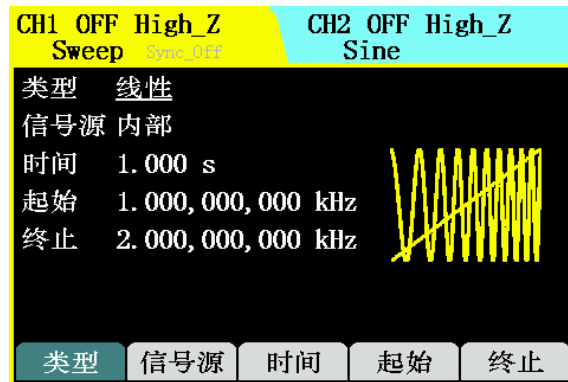 CH1 OFF High_Z CH2 OFF High_Z
Sweep Sync_Off Sine
类型 线性
信号源 内部
时间 1.000 s
起始 1.000,000,000 kHz
终止 2.000,000,000 kHz
类型 信号源 时间 起始 终止